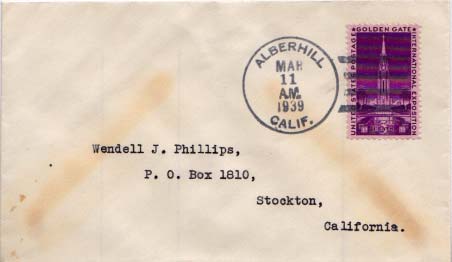 ALBERHILL
MAR
11
A.M.
1939
CALIF.
UNITED STATES POSTAGE
GOLDEN GATE
INTERNATIONAL EXPOSITION
Wendell J. Phillips,
P. O. Box 1810,
Stockton,
California.